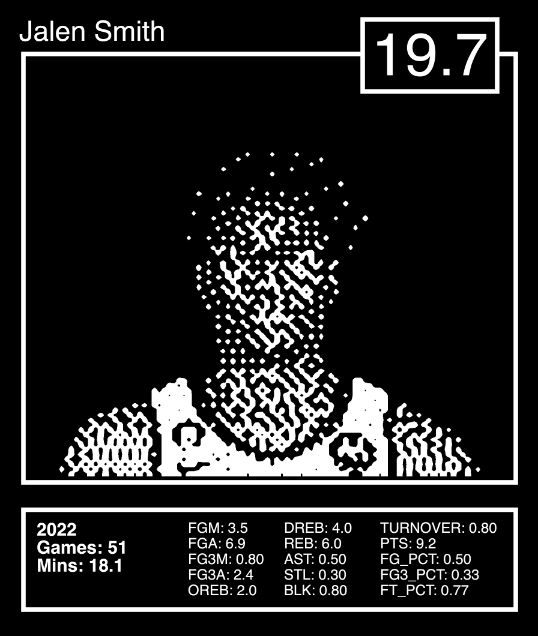 Jalen Smith
19.7
2022
Games: 51
Mins: 18.1
FGM: 3.5
FGA: 6.9
FG3M: 0.80
FG3A: 2.4
OREB: 2.0
DREB: 4.0
REB: 6.0
AST: 0.50
STL: 0.30
BLK: 0.80
TURNOVER: 0.80
PTS: 9.2
FG_PCT: 0.50
FG3_PCT: 0.33
FT_PCT: 0.77